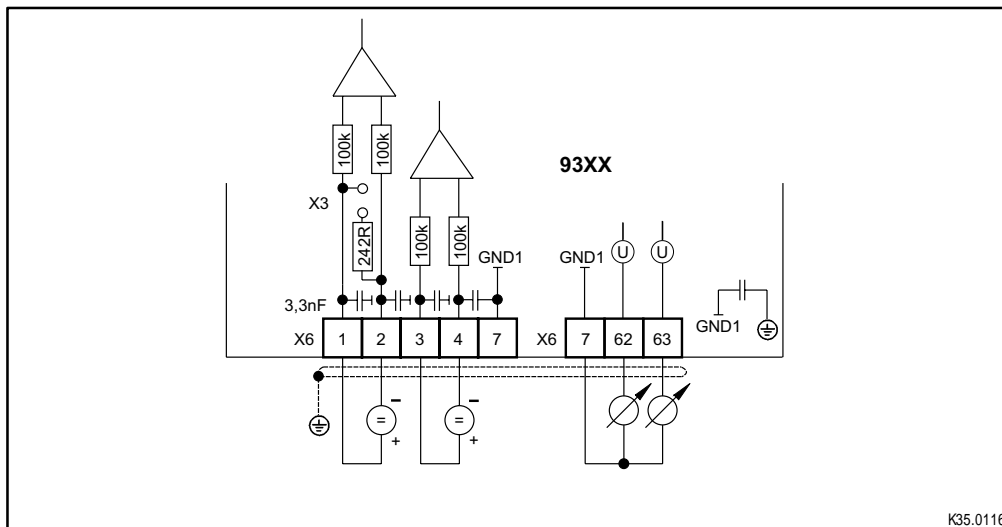 100k 100k
93XX
X3
242R 100k 100k
GND1 GND1 U U
3,3nF
GND1
X6 1 2 3 4 7 X6 7 62 63
− −
= =
+ +
K35.0116